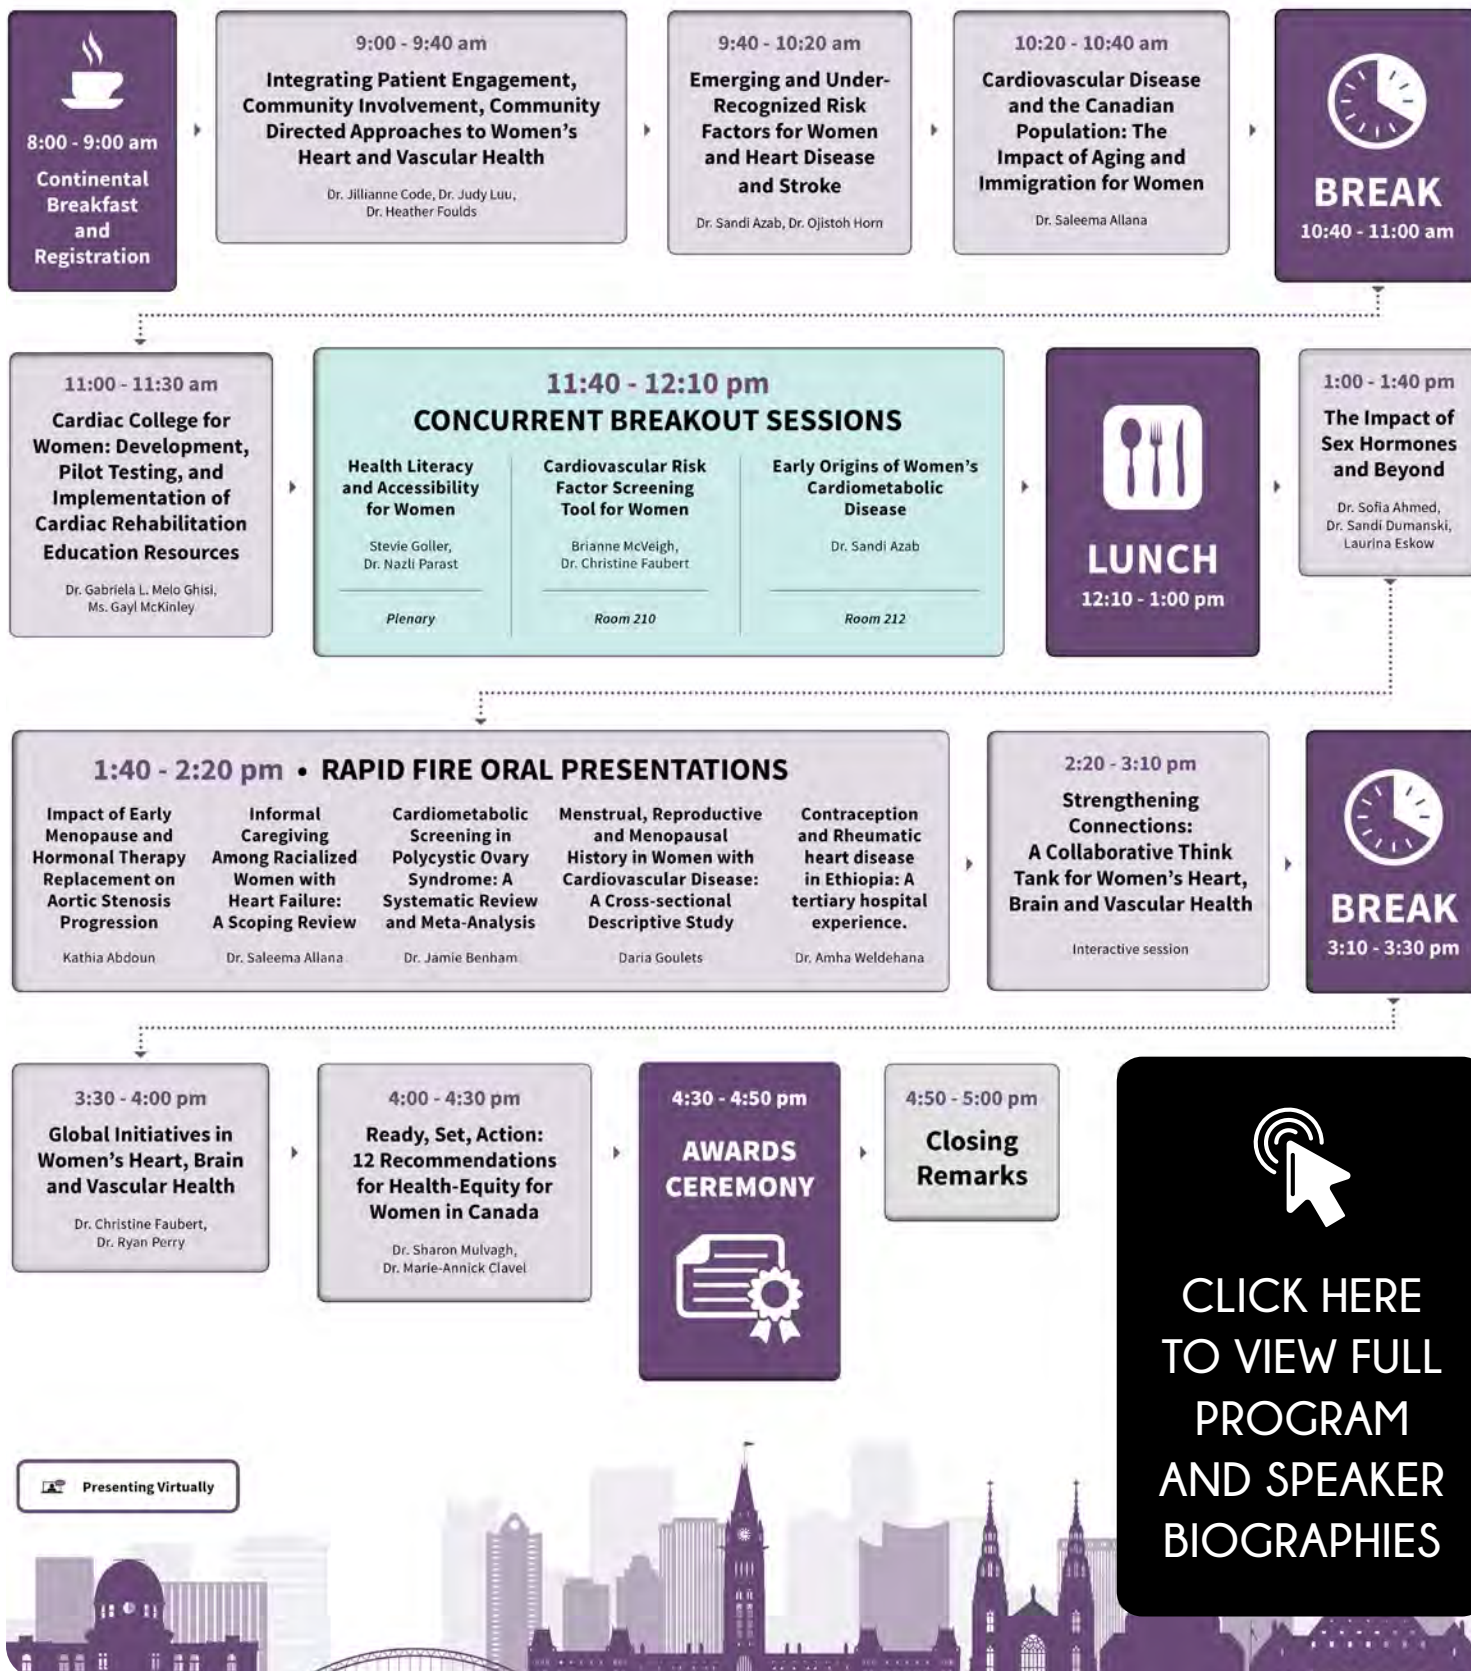 8:00 - 9:00 am
Continental
Breakfast
and
Registration
9:00 - 9:40 am
Integrating Patient Engagement,
Community Involvement, Community
Directed Approaches to Women's
Heart and Vascular Health
Dr. Jillianne Code, Dr. Judy Luu,
Dr. Heather Foulds
9:40 - 10:20 am
Emerging and Under-
Recognized Risk
Factors for Women
and Heart Disease
and Stroke
Dr. Sandi Azab, Dr. Ojistoh Horn
10:20 - 10:40 am
Cardiovascular Disease
and the Canadian
Population: The
Impact of Aging and
Immigration for Women
Dr. Saleema Allana
BREAK
10:40 - 11:00 am
11:00 - 11:30 am
Cardiac College for
Women: Development,
Pilot Testing, and
Implementation of
Cardiac Rehabilitation
Education Resources
Dr. Gabriela L. Melo Ghisi,
Ms. Gayl McKinley
11:40 - 12:10 pm
CONCURRENT BREAKOUT SESSIONS
Health Literacy
and Accessibility
for Women
Stevie Goller,
Dr. Nazli Parast
Plenary
Cardiovascular Risk
Factor Screening
Tool for Women
Brianne McVeigh,
Dr. Christine Faubert
Room 210
Early Origins of Women's
Cardiometabolic
Disease
Dr. Sandi Azab
Room 212
LUNCH
12:10 - 1:00 pm
1:00 - 1:40 pm
The Impact of
Sex Hormones
and Beyond
Dr. Sofia Ahmed,
Dr. Sandi Dumanski,
Laurina Eskow
1:40 - 2:20 pm • RAPID FIRE ORAL PRESENTATIONS
Impact of Early
Menopause and
Hormonal Therapy
Replacement on
Aortic Stenosis
Progression
Kathia Abdoun
Informal
Caregiving
Among Racialized
Women with
Heart Failure:
A Scoping Review
Dr. Saleema Allana
Cardiometabolic
Screening in
Polycystic Ovary
Syndrome: A
Systematic Review
and Meta-Analysis
Dr. Jamie Benham
Menstrual, Reproductive
and Menopausal
History in Women with
Cardiovascular Disease:
A Cross-sectional
Descriptive Study
Daria Goulets
Contraception
and Rheumatic
heart disease
in Ethiopia: A
tertiary hospital
experience.
Dr. Amha Weldehana
2:20 - 3:10 pm
Strengthening
Connections:
A Collaborative Think
Tank for Women's Heart,
Brain and Vascular Health
Interactive session
BREAK
3:10 - 3:30 pm
3:30 - 4:00 pm
Global Initiatives in
Women's Heart, Brain
and Vascular Health
Dr. Christine Faubert,
Dr. Ryan Perry
4:00 - 4:30 pm
Ready, Set, Action:
12 Recommendations
for Health-Equity for
Women in Canada
Dr. Sharon Mulvagh,
Dr. Marie-Annick Clavel
4:30 - 4:50 pm
AWARDS
CEREMONY
4:50 - 5:00 pm
Closing
Remarks
CLICK HERE
TO VIEW FULL
PROGRAM
AND SPEAKER
BIOGRAPHIES
Presenting Virtually